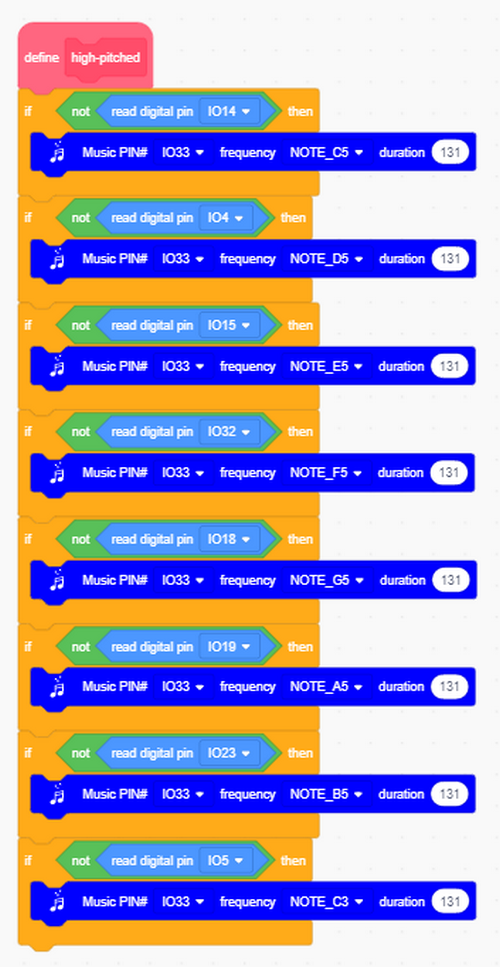 define high-pitched
if not read digital pin IO14 then
Music PIN# IO33 frequency NOTE_C5 duration 131
if not read digital pin IO4 then
Music PIN# IO33 frequency NOTE_D5 duration 131
if not read digital pin IO15 then
Music PIN# IO33 frequency NOTE_E5 duration 131
if not read digital pin IO32 then
Music PIN# IO33 frequency NOTE_F5 duration 131
if not read digital pin IO18 then
Music PIN# IO33 frequency NOTE_G5 duration 131
if not read digital pin IO19 then
Music PIN# IO33 frequency NOTE_A5 duration 131
if not read digital pin IO23 then
Music PIN# IO33 frequency NOTE_B5 duration 131
if not read digital pin IO5 then
Music PIN# IO33 frequency NOTE_C3 duration 131